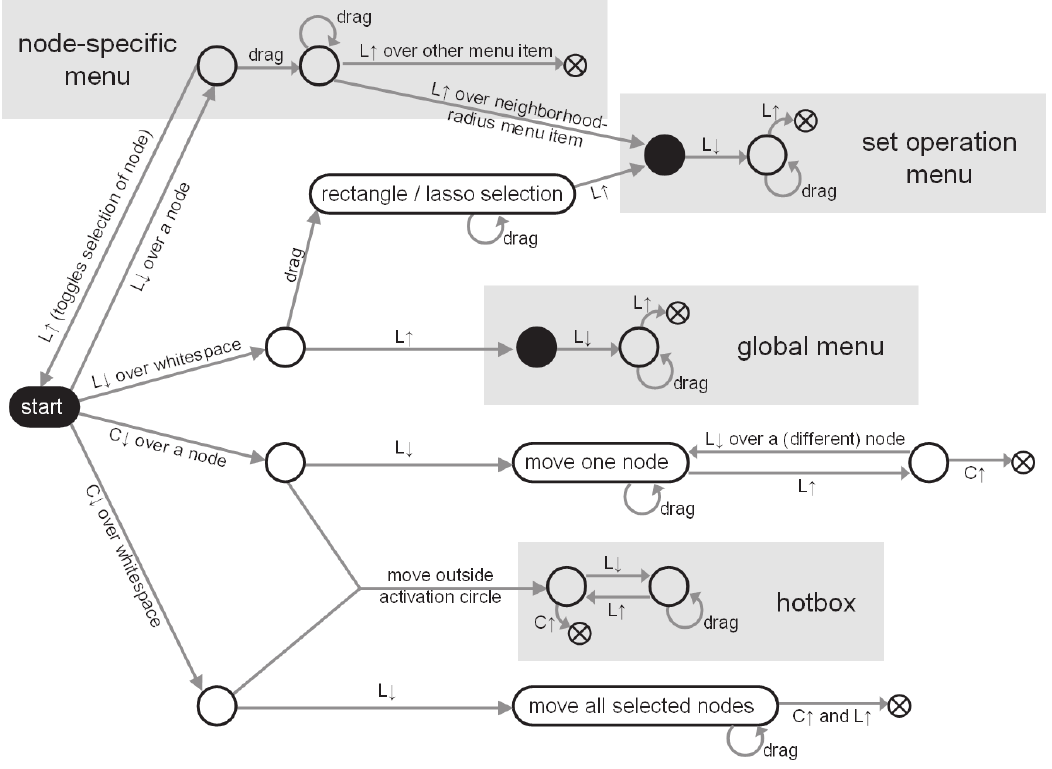 drag
node-specific
menu
drag
L↑ over other menu item
L↑ over neighborhood-
radius menu item
L↑ (toggles selection of node)
L↓ over a node
set operation
menu
L↓
L↑
drag
rectangle / lasso selection
L↑
drag
drag
L↓ over whitespace
L↑
L↓
L↑
drag
global menu
start
C↓ over a node
L↓
move one node
drag
L↓ over a (different) node
L↑
C↑
C↓ over whitespace
move outside
activation circle
L↓
L↑
C↑
drag
hotbox
L↓
move all selected nodes
drag
C↑ and L↑